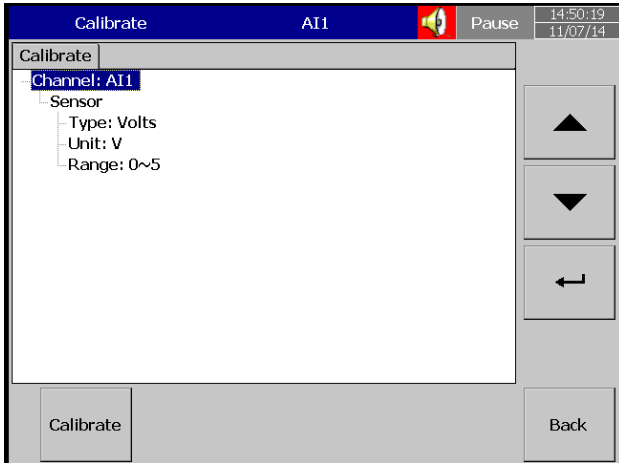 Calibrate AI1 Pause 14:50:19
11/07/14
Calibrate
Channel: AI1
Sensor
Type: Volts
Unit: V
Range: 0~5
Calibrate Back